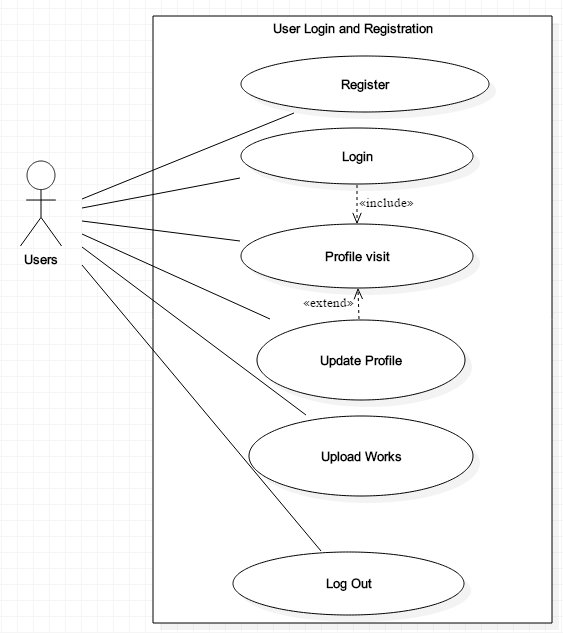 User Login and Registration
Register
Login
«include»
Profile visit
Users
«extend»
Update Profile
Upload Works
Log Out